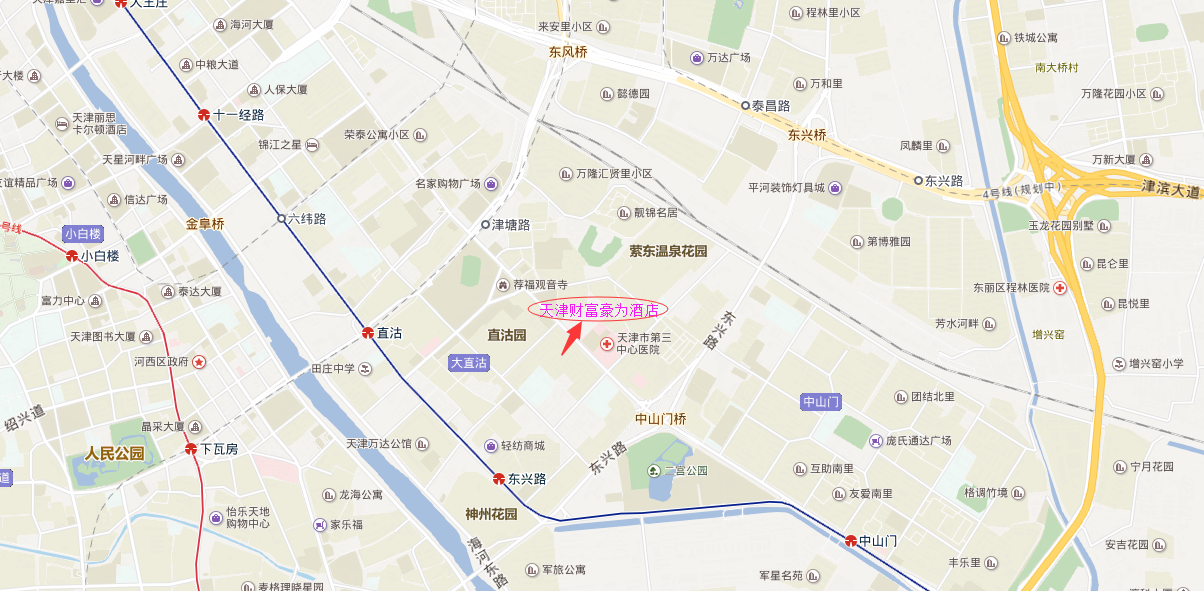 大王庄
海河大厦
来安里小区
程林里小区
铁城公寓
东风桥
万达广场
南大桥村
中粮大道
人保大厦
万和里
懿德园
泰昌路
万隆花园小区
十一经路
天津丽思
卡尔顿酒店
荣泰公寓小区
东兴桥
锦江之星
凤麟里
天星河畔广场
万新大厦
万隆汇贤里小区
友谊精品广场
名家购物广场
平河装饰灯具城
东兴路
4号线(规划中)
津滨大道
信达广场
金阜桥
六纬路
津塘路
靓锦名居
玉龙花园别墅
号线
小白楼
小白楼
第博雅园
萦东温泉花园
昆仑里
泰达大厦
荐福观音寺
东丽区程林医院
富力中心
天津财富豪为酒店
昆悦里
芳水河畔
天津图书大厦
直沽
直沽园
天津市第三
中心医院
东兴路
增兴窑
河西区政府
大直沽
田庄中学
增兴窑小学
中山门
团结北里
绍兴道
晶采大厦
中山门桥
人民公园
下瓦房
天津万达公馆
轻纺商城
庞氏通达广场
东兴路
二宫公园
互助南里
宁月花园
道
东兴路
龙海公寓
友爱南里
格调竹境
怡乐天地
购物中心
家乐福
神州花园
海河东路
中山门
安吉花园
军旅公寓
军星名苑
丰乐里
麦格理晓星园